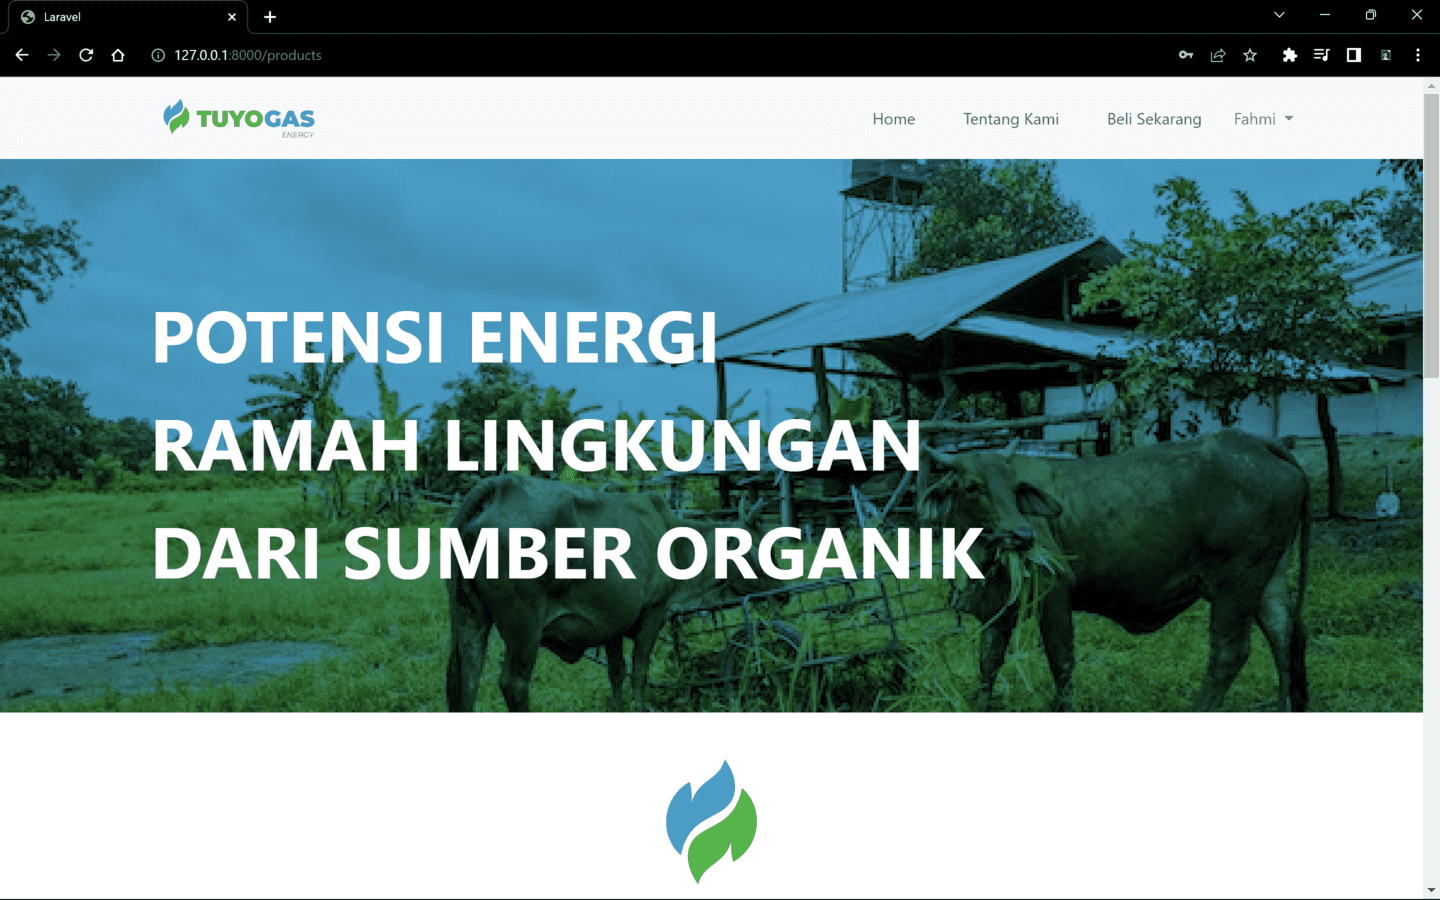 Laravel
127.0.0.1:8000/products
TUYOGAS
ENERGY
Home
Tentang Kami
Beli Sekarang
Fahmi
POTENSI ENERGI
RAMAH LINGKUNGAN
DARI SUMBER ORGANIK